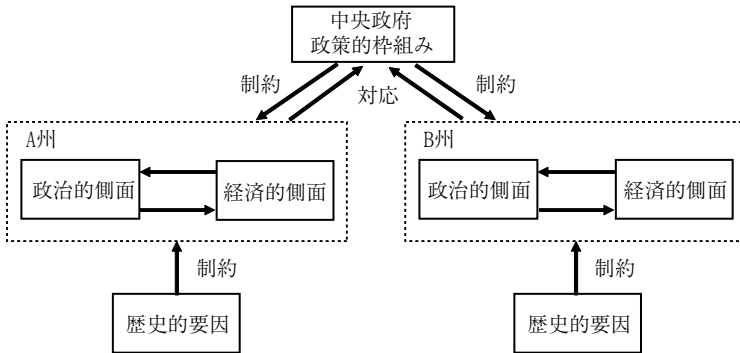 中央政府
政策的枠組み
制約
対応
制約
A州
B州
政治的側面
経済的側面
政治的側面
経済的側面
制約
制約
歴史的要因
歴史的要因